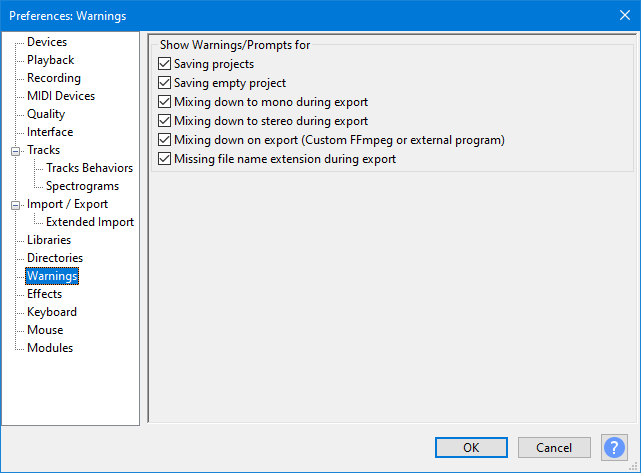 Preferences: Warnings
Devices
Playback
Recording
MIDI Devices
Quality
Interface
Tracks
Tracks Behaviors
Spectrograms
Import / Export
Extended Import
Libraries
Directories
Warnings
Effects
Keyboard
Mouse
Modules
Show Warnings/Prompts for
Saving projects
Saving empty project
Mixing down to mono during export
Mixing down to stereo during export
Mixing down on export (Custom FFmpeg or external program)
Missing file name extension during export
OK
Cancel
?